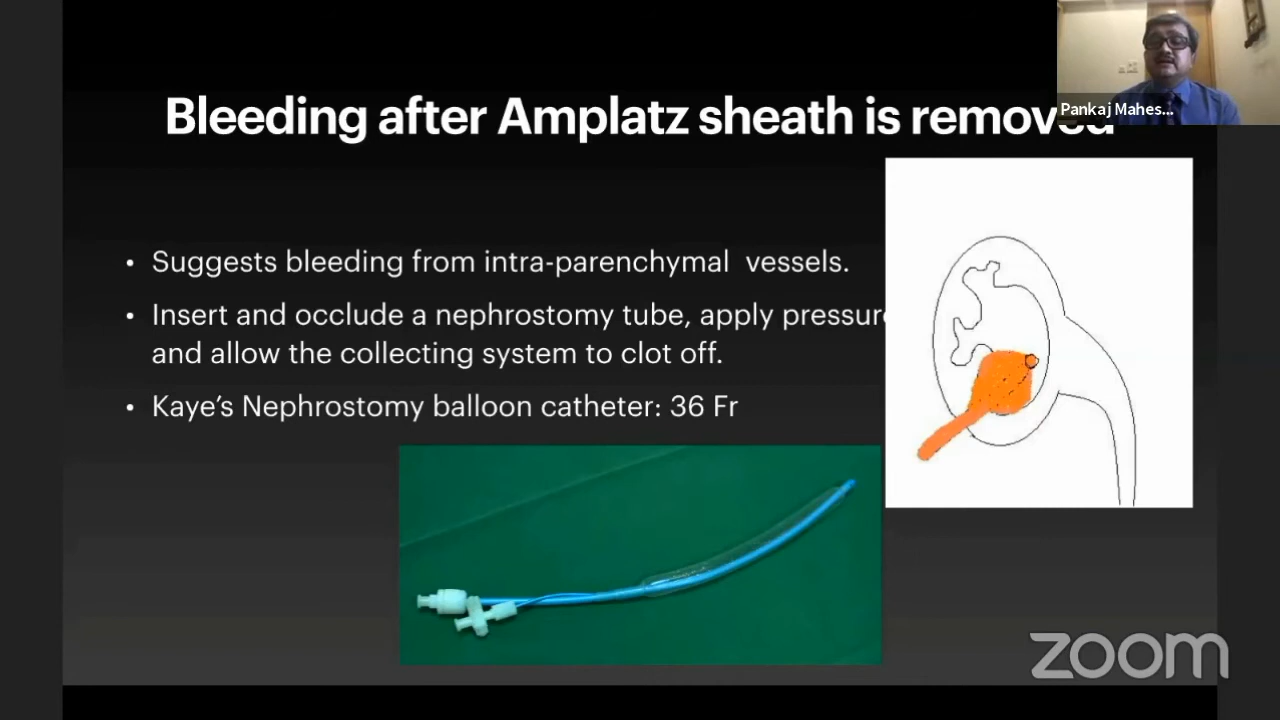 Bleeding after Amplatz sheath is removed
Pankaj Mahes...
• Suggests bleeding from intra-parenchymal vessels.
• Insert and occlude a nephrostomy tube, apply pressure
and allow the collecting system to clot off.
• Kaye's Nephrostomy balloon catheter: 36 Fr
zoom